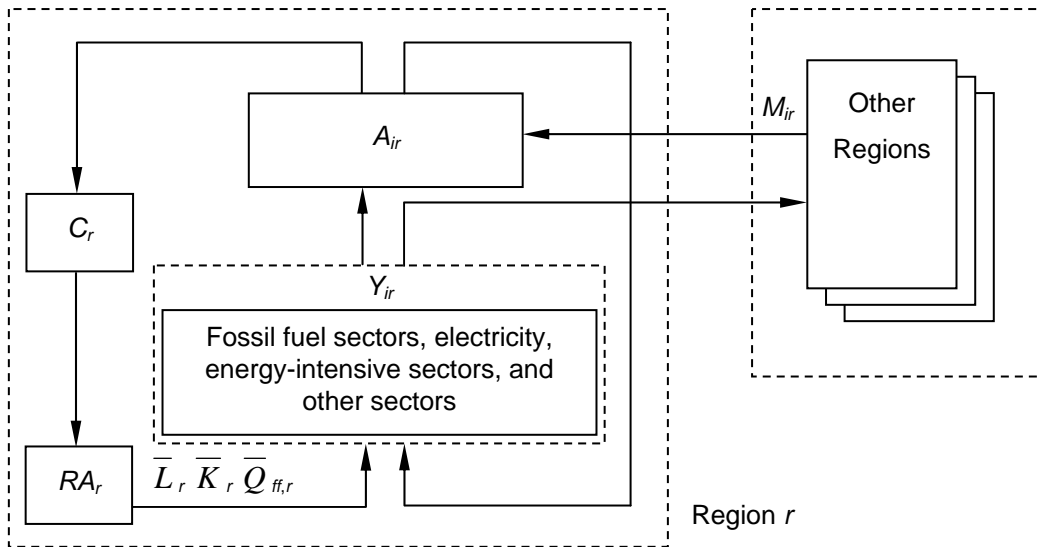 A_ir
M_ir
Other
Regions
C_r
Y_ir
Fossil fuel sectors, electricity,
energy-intensive sectors, and
other sectors
RA_r
L̅_r K̅_r Q̅_ff,r
Region r